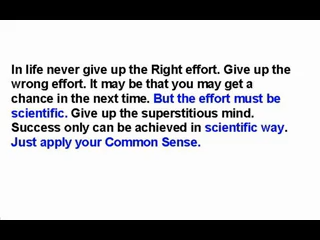 In life never give up the Right effort. Give up the
wrong effort. It may be that you may get a
chance in the next time. But the effort must be
scientific. Give up the superstitious mind.
Success only can be achieved in scientific way.
Just apply your Common Sense.